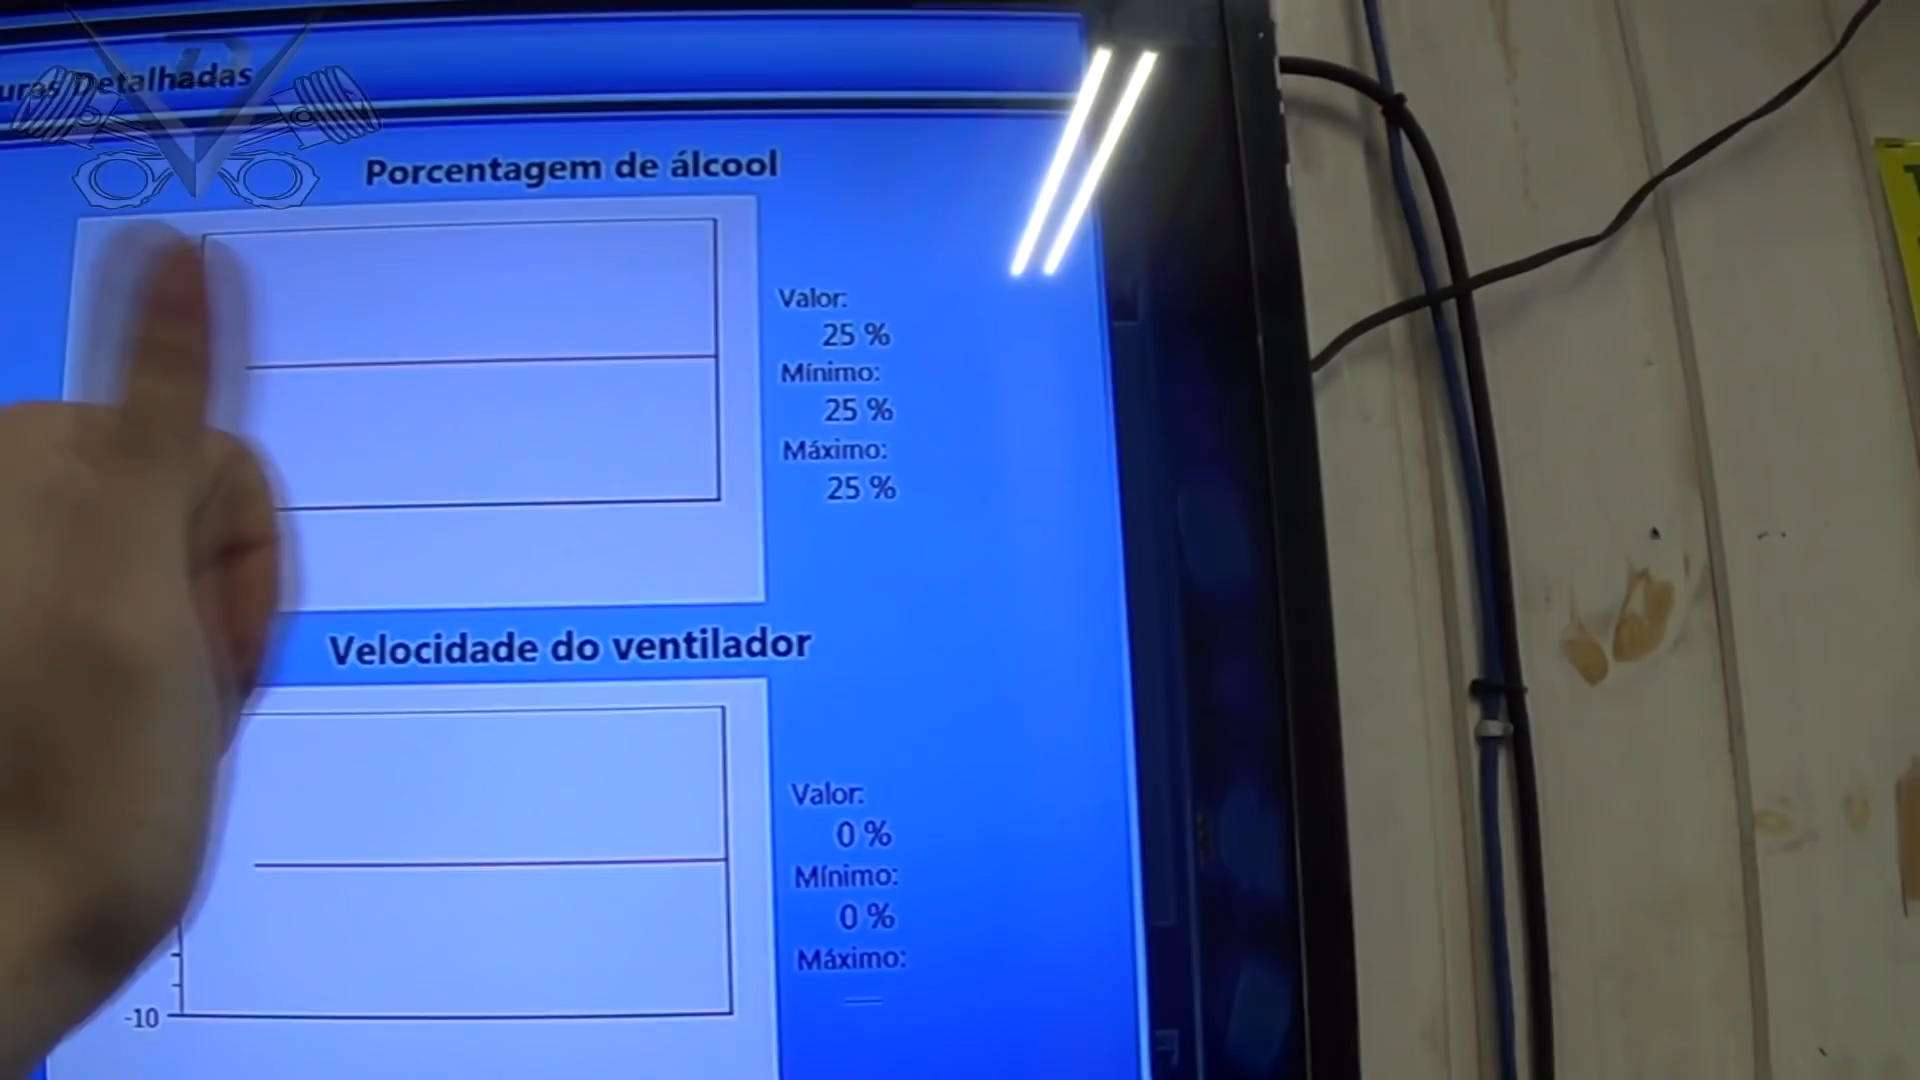 Detalhadas
Porcentagem de álcool
Valor:
25 %
Mínimo:
25 %
Máximo:
25 %
Velocidade do ventilador
Valor:
0 %
Mínimo:
0 %
Máximo:
-10